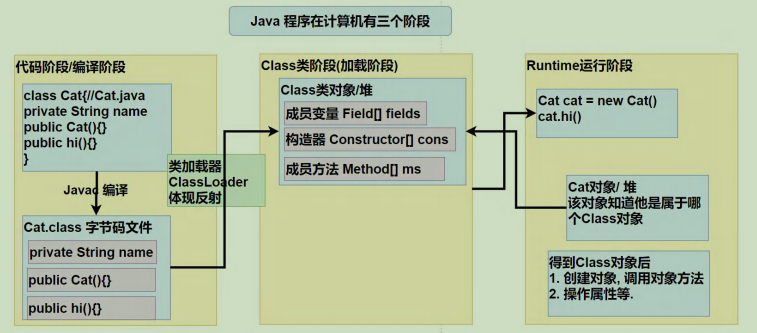 Java 程序在计算机有三个阶段
代码阶段/编译阶段
class Cat{//Cat.java
private String name
public Cat(){}
public hi(){}
}
Javac 编译
Cat.class 字节码文件
private String name
public Cat(){}
public hi(){}
类加载器
ClassLoader
体现反射
Class类阶段(加载阶段)
Class类对象/堆
成员变量 Field[] fields
构造器 Constructor[] cons
成员方法 Method[] ms
Runtime运行阶段
Cat cat = new Cat()
cat.hi()
Cat对象/ 堆
该对象知道他是属于哪
个Class对象
得到Class对象后
1. 创建对象, 调用对象方法
2. 操作属性等.